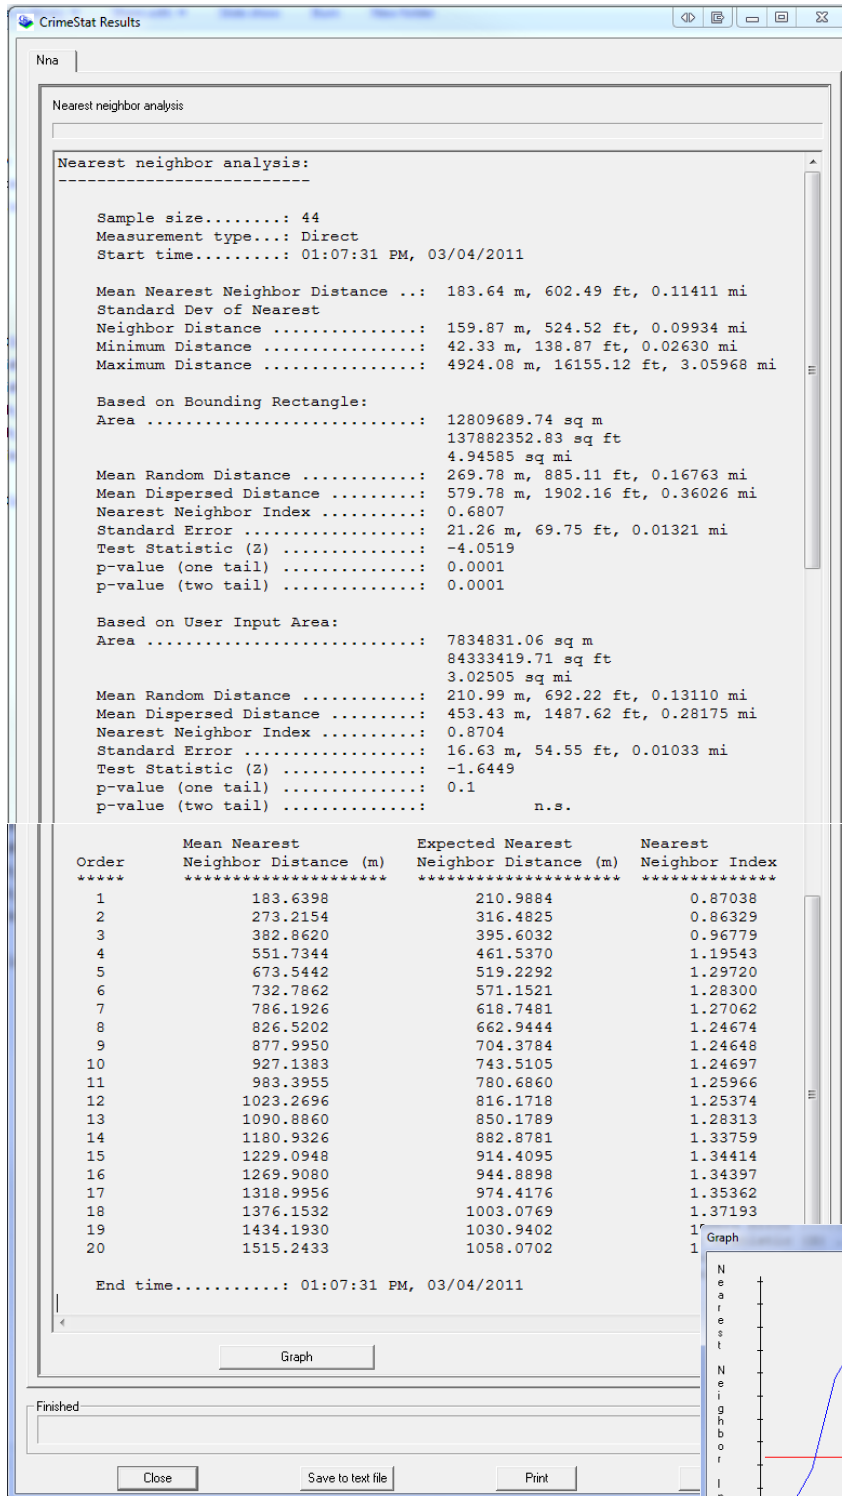 CrimeStat Results
Nna
Nearest neighbor analysis
Nearest neighbor analysis:
--------------------------
Sample size........: 44
Measurement type...: Direct
Start time.........: 01:07:31 PM, 03/04/2011
Mean Nearest Neighbor Distance ..: 183.64 m, 602.49 ft, 0.11411 mi
Standard Dev of Nearest
Neighbor Distance ...............: 159.87 m, 524.52 ft, 0.09934 mi
Minimum Distance ................: 42.33 m, 138.87 ft, 0.02630 mi
Maximum Distance ................: 4924.08 m, 16155.12 ft, 3.05968 mi
Based on Bounding Rectangle:
Area ............................: 12809689.74 sq m
137882352.83 sq ft
4.94585 sq mi
Mean Random Distance ............: 269.78 m, 885.11 ft, 0.16763 mi
Mean Dispersed Distance .........: 579.78 m, 1902.16 ft, 0.36026 mi
Nearest Neighbor Index ..........: 0.6807
Standard Error ..................: 21.26 m, 69.75 ft, 0.01321 mi
Test Statistic (Z) ..............: -4.0519
p-value (one tail) ..............: 0.0001
p-value (two tail) ..............: 0.0001
Based on User Input Area:
Area ............................: 7834831.06 sq m
84333419.71 sq ft
3.02505 sq mi
Mean Random Distance ............: 210.99 m, 692.22 ft, 0.13110 mi
Mean Dispersed Distance .........: 453.43 m, 1487.62 ft, 0.28175 mi
Nearest Neighbor Index ..........: 0.8704
Standard Error ..................: 16.63 m, 54.55 ft, 0.01033 mi
Test Statistic (Z) ..............: -1.6449
p-value (one tail) ..............: 0.1
p-value (two tail) ..............: n.s.
Mean Nearest Expected Nearest Nearest
Order Neighbor Distance (m) Neighbor Distance (m) Neighbor Index
***** ********************* ********************* **************
1 183.6398 210.9884 0.87038
2 273.2154 316.4825 0.86329
3 382.8620 395.6032 0.96779
4 551.7344 461.5370 1.19543
5 673.5442 519.2292 1.29720
6 732.7862 571.1521 1.28300
7 786.1926 618.7481 1.27062
8 826.5202 662.9444 1.24674
9 877.9950 704.3784 1.24648
10 927.1383 743.5105 1.24697
11 983.3955 780.6860 1.25966
12 1023.2696 816.1718 1.25374
13 1090.8860 850.1789 1.28313
14 1180.9326 882.8781 1.33759
15 1229.0948 914.4095 1.34414
16 1269.9080 944.8898 1.34397
17 1318.9956 974.4176 1.35362
18 1376.1532 1003.0769 1.37193
19 1434.1930 1030.9402
20 1515.2433 1058.0702
End time...........: 01:07:31 PM, 03/04/2011
Graph
Graph
Nearest Neighbor
Finished
Close
Save to text file
Print